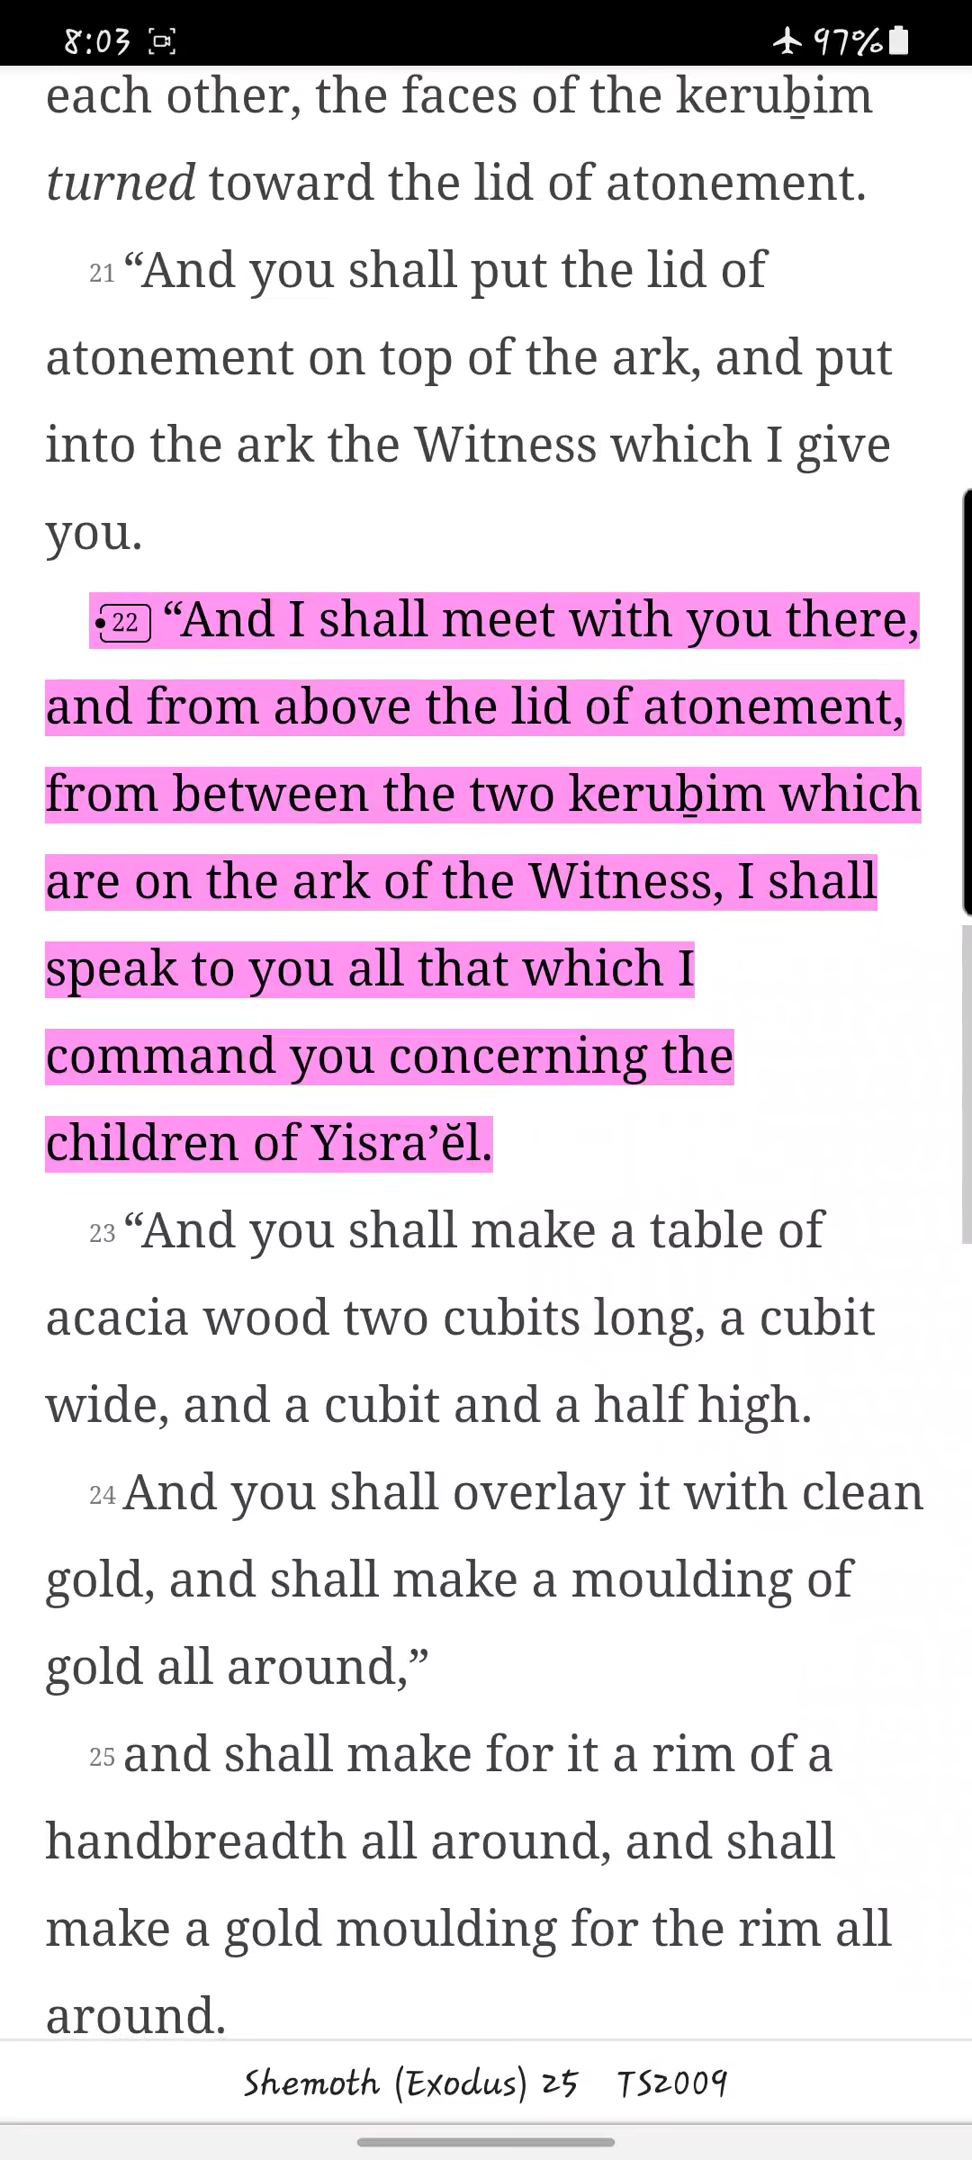 8:03 97%
each other, the faces of the keruḇim
turned toward the lid of atonement.
21 “And you shall put the lid of
atonement on top of the ark, and put
into the ark the Witness which I give
you.
22 “And I shall meet with you there,
and from above the lid of atonement,
from between the two keruḇim which
are on the ark of the Witness, I shall
speak to you all that which I
command you concerning the
children of Yisra’ĕl.
23 “And you shall make a table of
acacia wood two cubits long, a cubit
wide, and a cubit and a half high.
24 And you shall overlay it with clean
gold, and shall make a moulding of
gold all around,”
25 and shall make for it a rim of a
handbreadth all around, and shall
make a gold moulding for the rim all
around.
Shemoth (Exodus) 25 TS2009